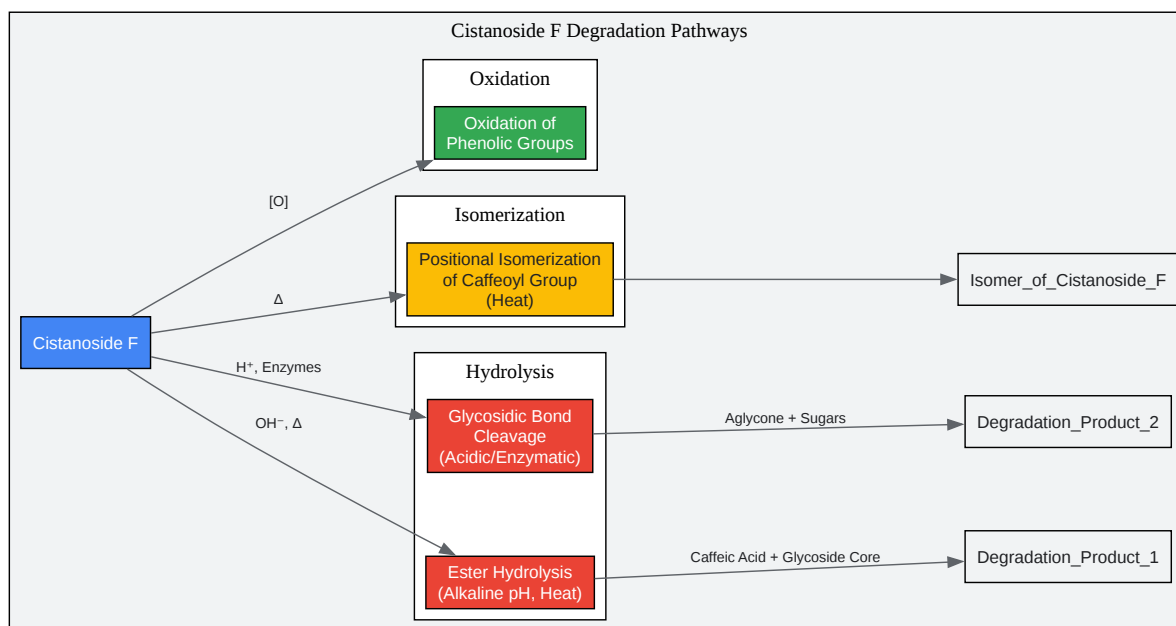 Cistanoside F Degradation Pathways
Oxidation
Oxidation of
Phenolic Groups
[O]
Isomerization
Positional Isomerization
of Caffeoyl Group
(Heat)
Isomer_of_Cistanoside_F
Δ
Cistanoside F
H⁺, Enzymes
Hydrolysis
Glycosidic Bond
Cleavage
(Acidic/Enzymatic)
Aglycone + Sugars
Degradation_Product_2
OH⁻, Δ
Ester Hydrolysis
(Alkaline pH, Heat)
Caffeic Acid + Glycoside Core
Degradation_Product_1